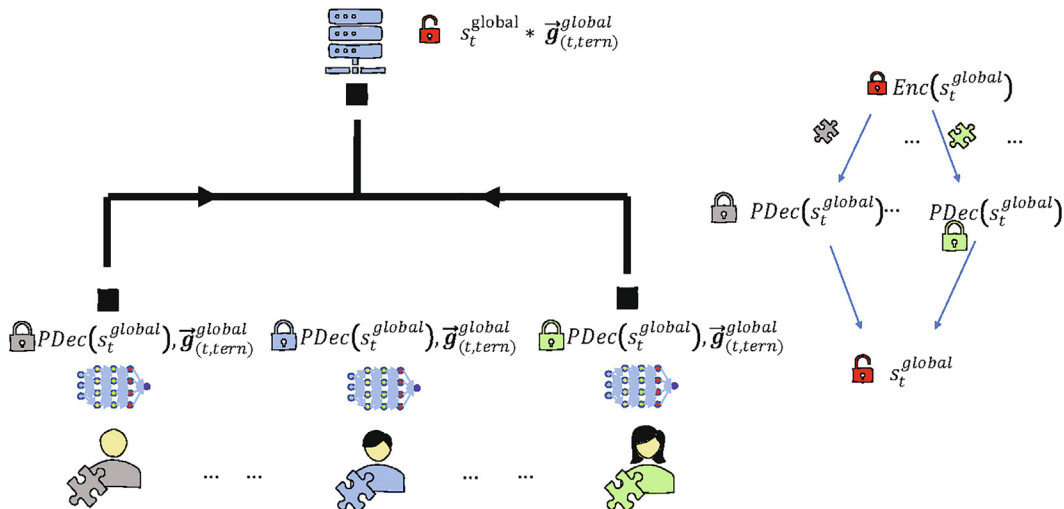 s_t^global * g⃗_(t,tern)^global
Enc(s_t^global)
... ...
PDec(s_t^global)... PDec(s_t^global)
PDec(s_t^global), g⃗_(t,tern)^global PDec(s_t^global), g⃗_(t,tern)^global PDec(s_t^global), g⃗_(t,tern)^global
s_t^global
... ... ... ...